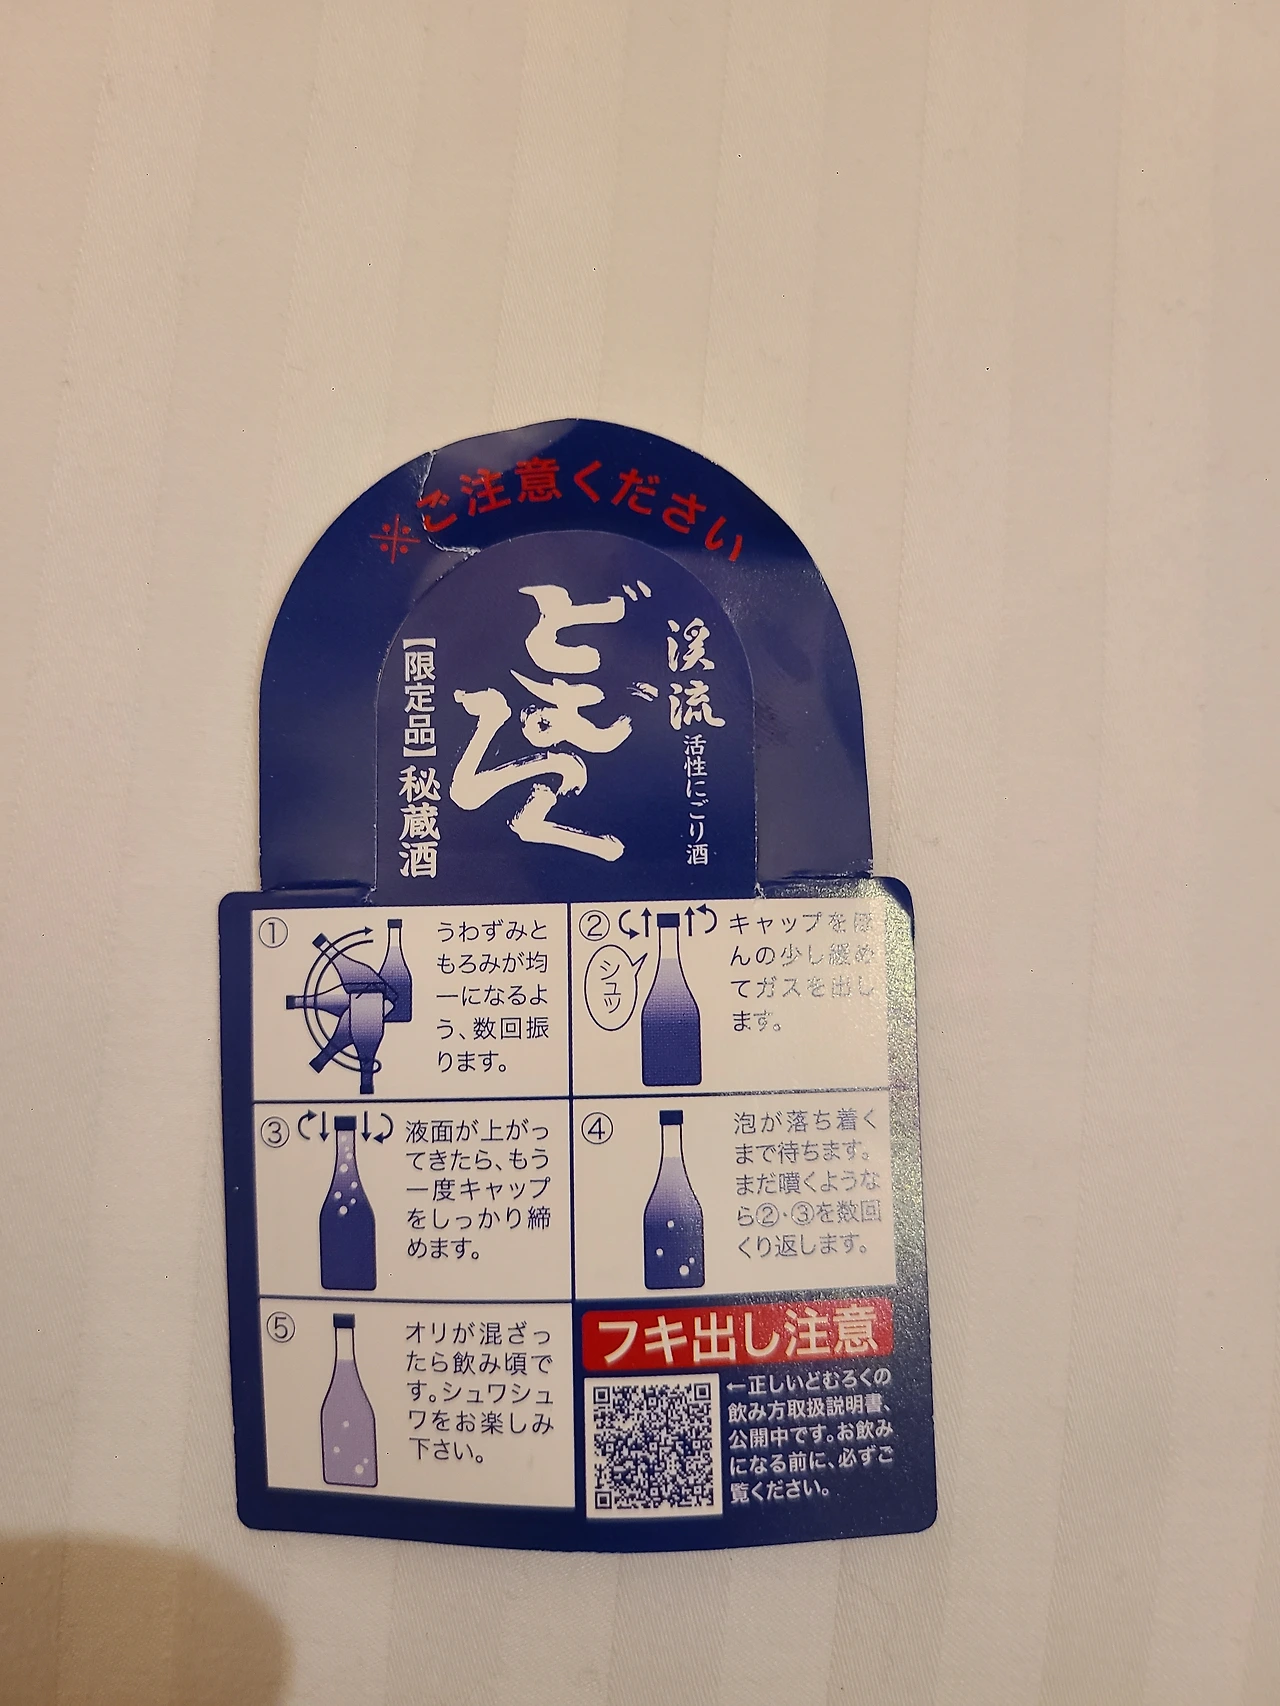 ※ご注意ください
渓流
活性にごり酒
どむろく
【限定品】秘蔵酒
①
うわずみと
もろみが均
一になるよ
う、数回振
ります。
②
シュッ
キャップをほ
んの少し緩め
てガスを出し
ます。
③
液面が上がっ
てきたら、もう
一度キャップ
をしっかり締
めます。
④
泡が落ち着く
まで待ちます。
まだ噴くような
ら②・③を数回
くり返します。
⑤
オリが混ざっ
たら飲み頃で
す。シュワシュ
ワをお楽しみ
下さい。
フキ出し注意
←正しいどむろくの
飲み方取扱説明書、
公開中です。お飲み
になる前に、必ずご
覧ください。